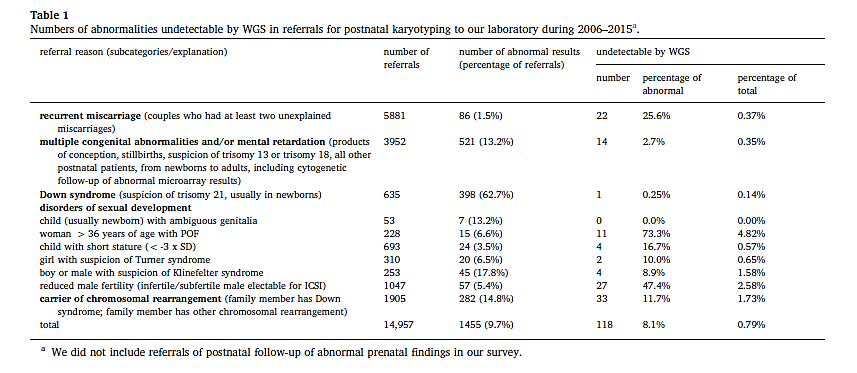 Table 1
Numbers of abnormalities undetectable by WGS in referrals for postnatal karyotyping to our laboratory during 2006–2015a.
referral reason (subcategories/explanation) number of referrals number of abnormal results (percentage of referrals) undetectable by WGS
number percentage of abnormal percentage of total
recurrent miscarriage (couples who had at least two unexplained 5881 86 (1.5%) 22 25.6% 0.37%
miscarriages)
multiple congenital abnormalities and/or mental retardation (products 3952 521 (13.2%) 14 2.7% 0.35%
of conception, stillbirths, suspicion of trisomy 13 or trisomy 18, all other
postnatal patients, from newborns to adults, including cytogenetic
follow-up of abnormal microarray results)
Down syndrome (suspicion of trisomy 21, usually in newborns) 635 398 (62.7%) 1 0.25% 0.14%
disorders of sexual development
child (usually newborn) with ambiguous genitalia 53 7 (13.2%) 0 0.0% 0.00%
woman > 36 years of age with POF 228 15 (6.6%) 11 73.3% 4.82%
child with short stature (< -3 x SD) 693 24 (3.5%) 4 16.7% 0.57%
girl with suspicion of Turner syndrome 310 20 (6.5%) 2 10.0% 0.65%
boy or male with suspicion of Klinefelter syndrome 253 45 (17.8%) 4 8.9% 1.58%
reduced male fertility (infertile/subfertile male electable for ICSI) 1047 57 (5.4%) 27 47.4% 2.58%
carrier of chromosomal rearrangement (family member has Down 1905 282 (14.8%) 33 11.7% 1.73%
syndrome; family member has other chromosomal rearrangement)
total 14,957 1455 (9.7%) 118 8.1% 0.79%
a We did not include referrals of postnatal follow-up of abnormal prenatal findings in our survey.